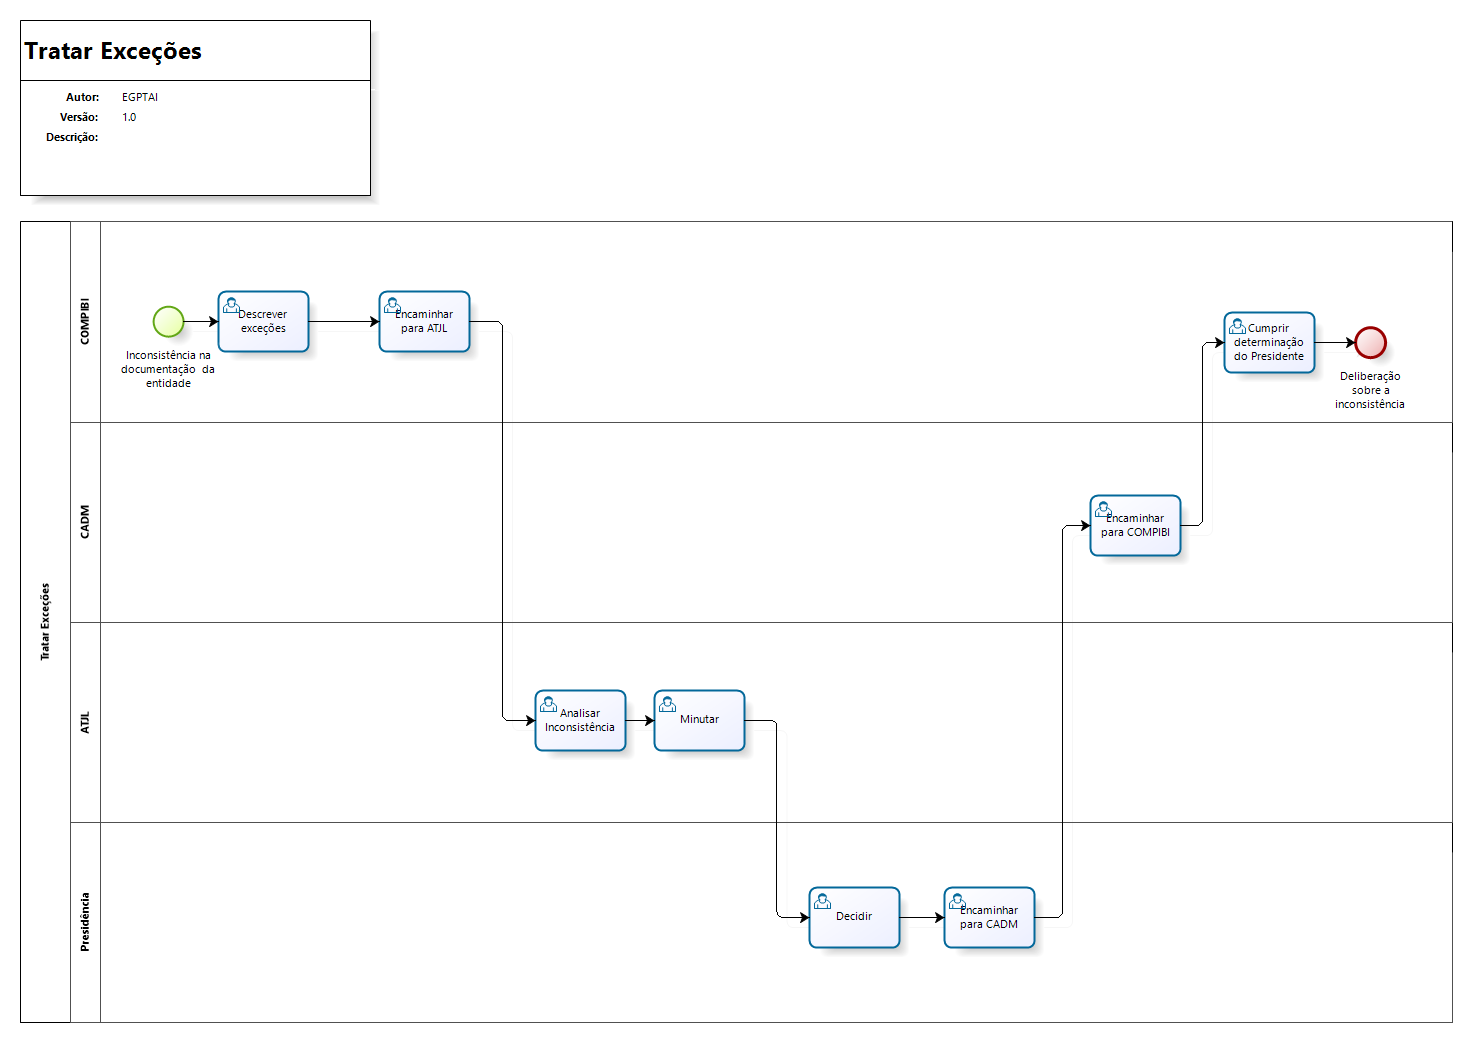 Tratar Exceções
Autor: EGPTAI
Versão: 1.0
Descrição:
Tratar Exceções
COMPIBI
Inconsistência na
documentação da
entidade
Descrever
exceções
Encaminhar
para ATJL
Cumprir
determinação
do Presidente
Deliberação
sobre a
inconsistência
CADM
Encaminhar
para COMPIBI
ATJL
Analisar
Inconsistência
Minutar
Presidência
Decidir
Encaminhar
para CADM